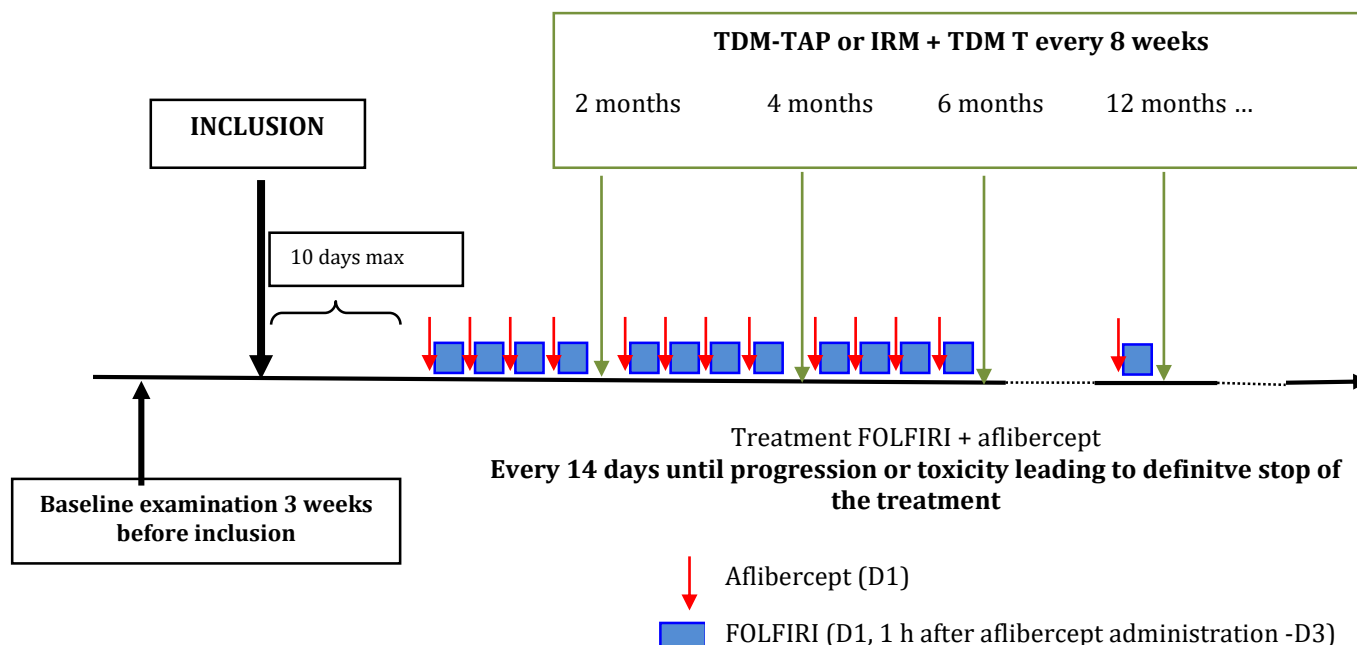 TDM-TAP or IRM + TDM T every 8 weeks
2 months 4 months 6 months 12 months ...
INCLUSION
10 days max
Treatment FOLFIRI + aflibercept
Every 14 days until progression or toxicity leading to definitve stop of
the treatment
Baseline examination 3 weeks
before inclusion
Aflibercept (D1)
FOLFIRI (D1, 1 h after aflibercept administration -D3)